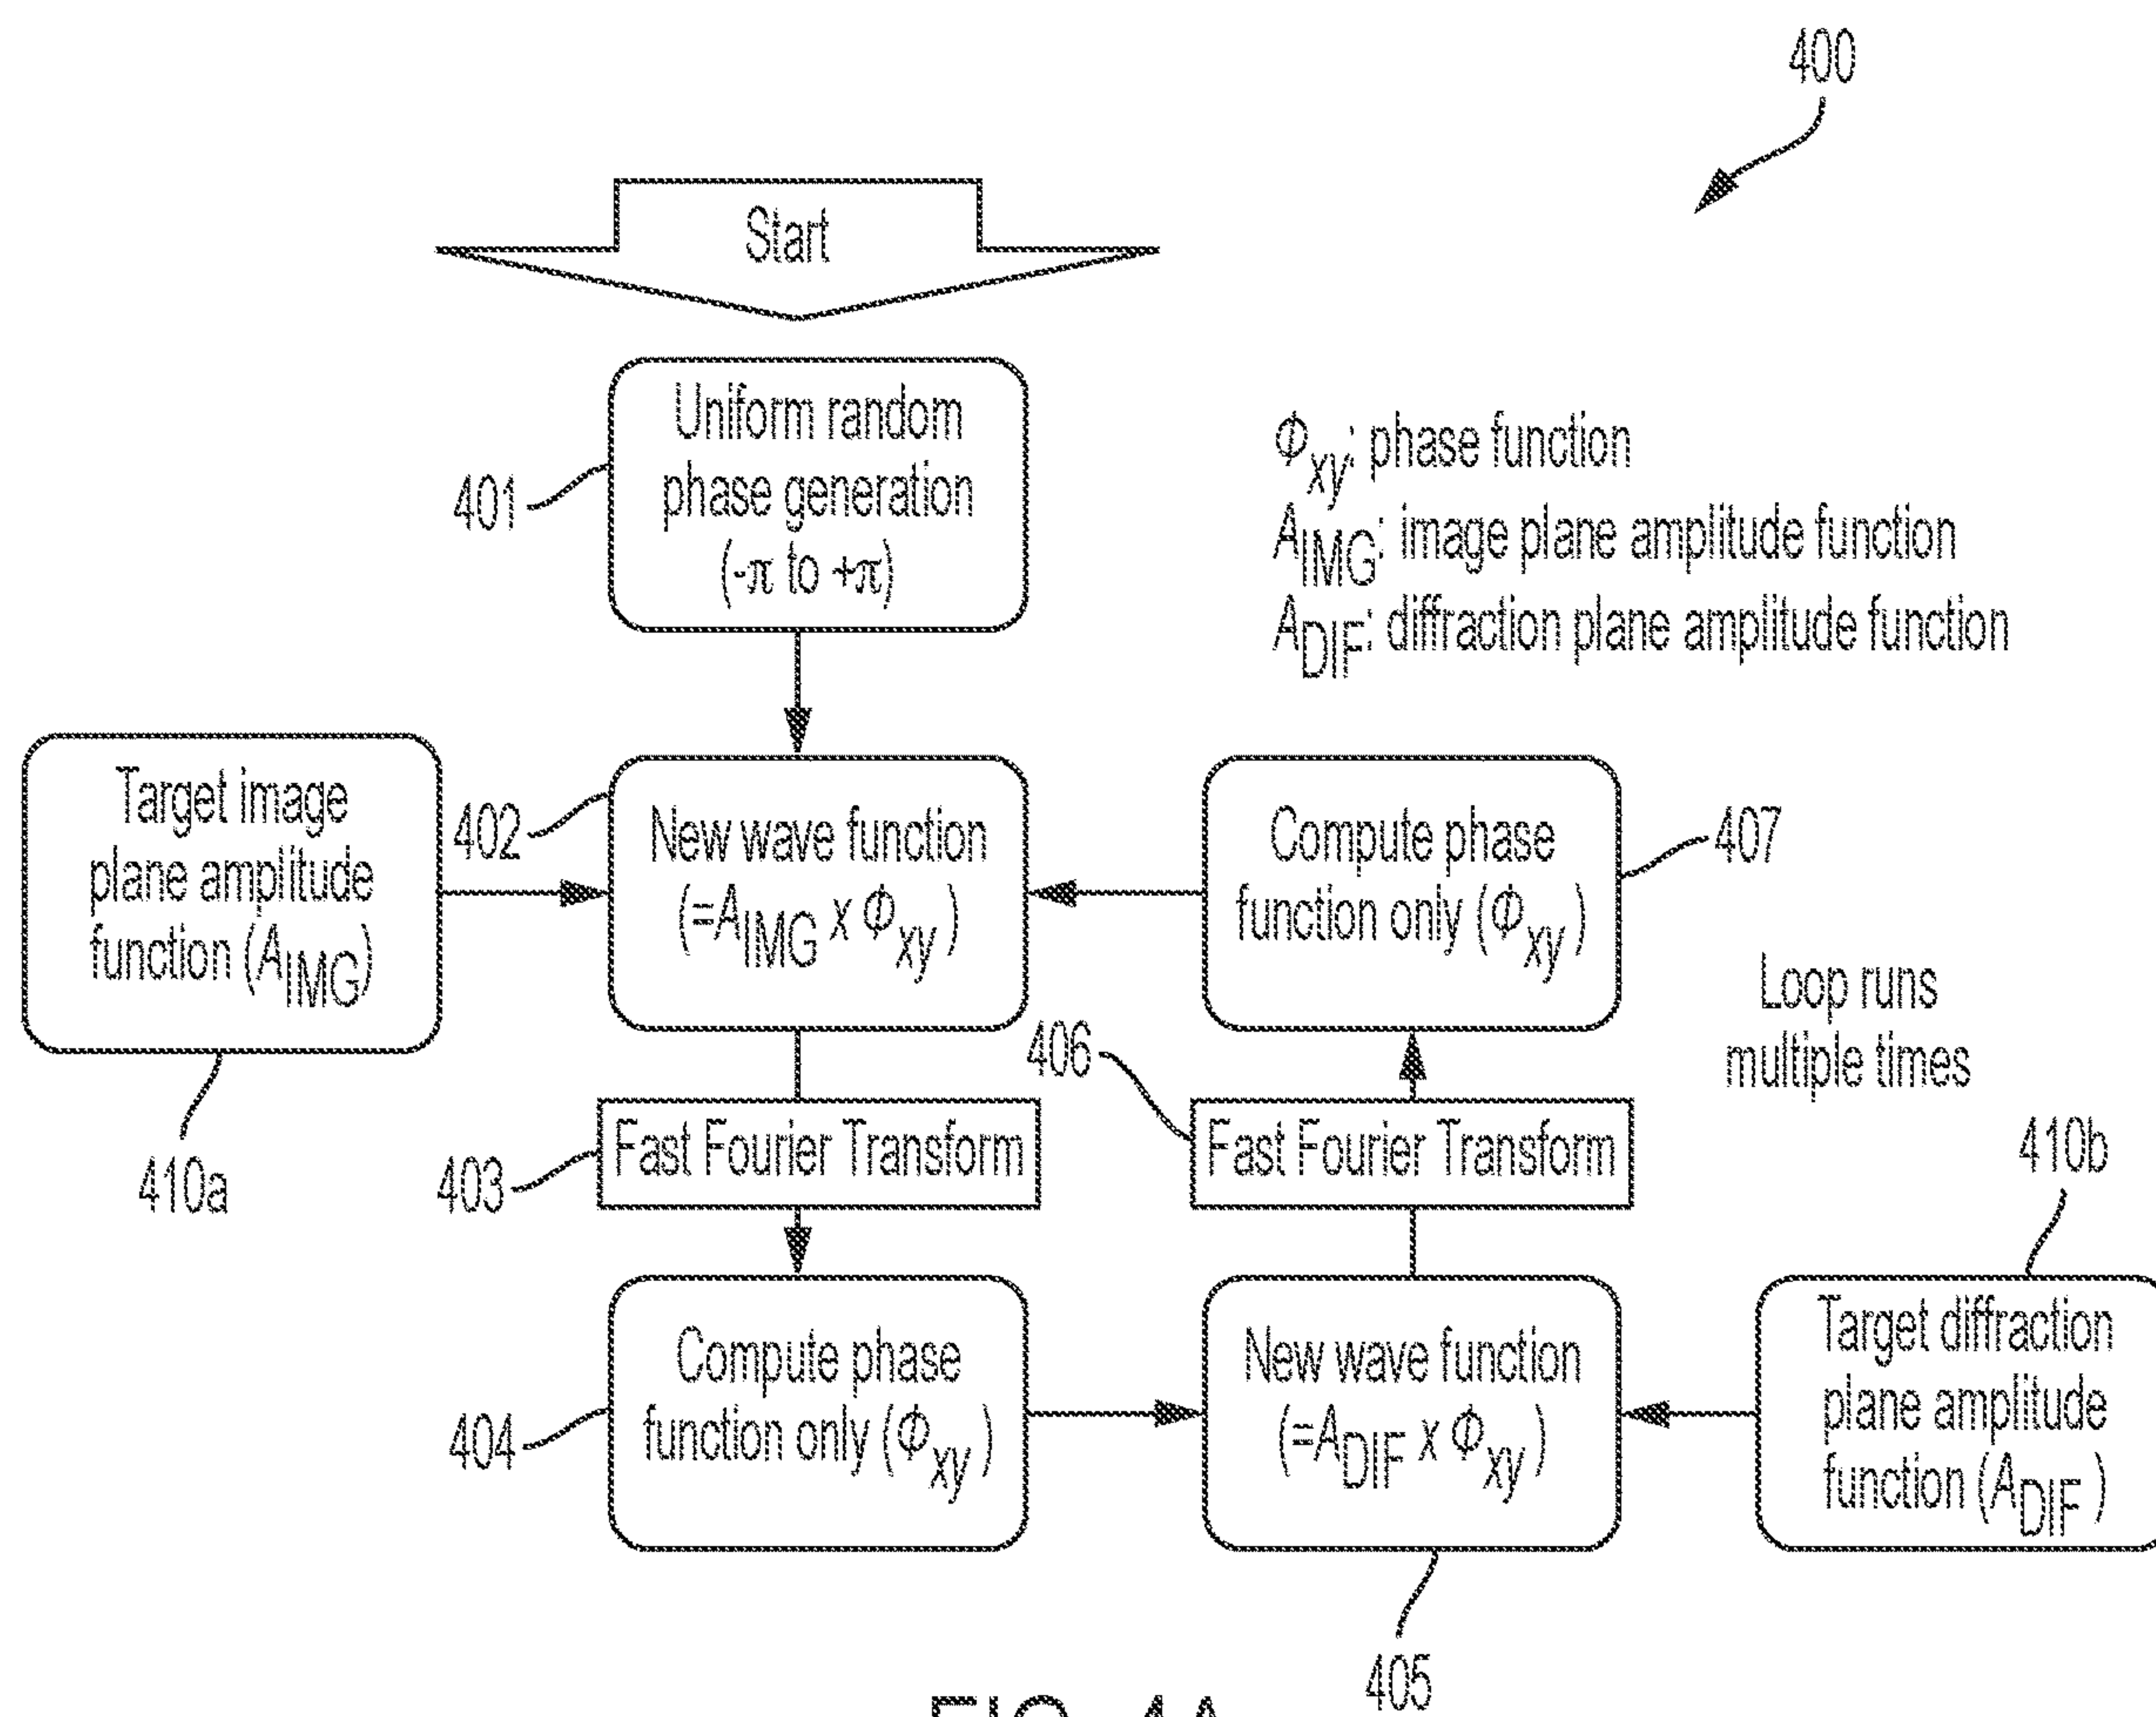 400
Start
Uniform random
phase generation
(-π to +π)
401
Φxy: phase function
AIMG: image plane amplitude function
ADIF: diffraction plane amplitude function
Target image
plane amplitude
function (AIMG)
410a
402
New wave function
(=AIMG x Φxy )
Compute phase
function only (Φxy )
407
Loop runs
multiple times
403
Fast Fourier Transform
406
Fast Fourier Transform
410b
404
Compute phase
function only (Φxy )
New wave function
(=ADIF x Φxy )
405
Target diffraction
plane amplitude
function (ADIF )
FIG. 4A